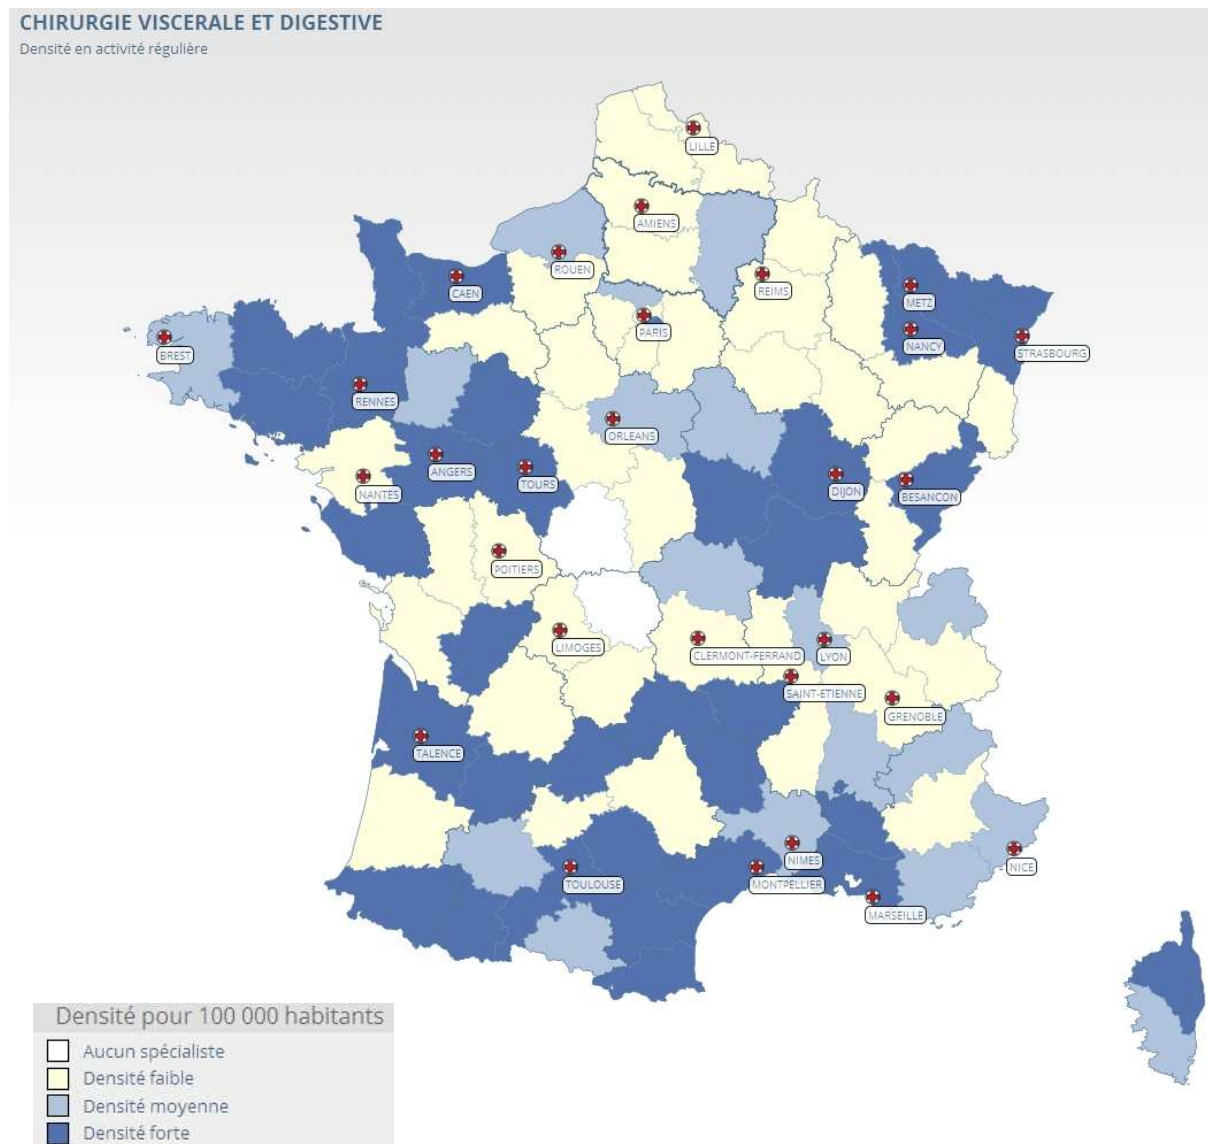 CHIRURGIE VISCERALE ET DIGESTIVE
Densité en activité régulière
LILLE
AMIENS
ROUEN
REIMS
CAEN
METZ
PARIS
NANCY
STRASBOURG
BREST
RENNES
ORLEANS
ANGERS
TOURS
NANTES
DIJON
BESANCON
POITIERS
LIMOGES
CLERMONT-FERRAND
LYON
SAINT-ETIENNE
GRENOBLE
TALENCE
NIMES
NICE
TOULOUSE
MONTPELLIER
MARSEILLE
Densité pour 100 000 habitants
Aucun spécialiste
Densité faible
Densité moyenne
Densité forte